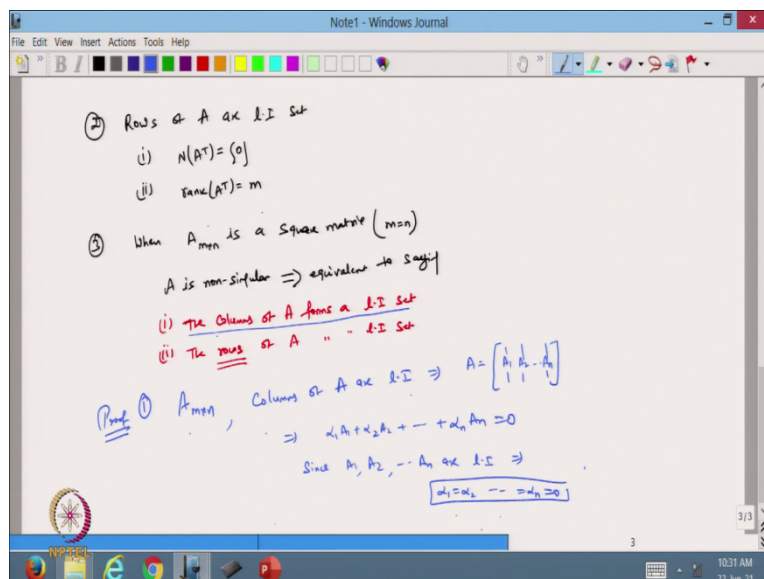 Note1 - Windows Journal
File Edit View Insert Actions Tools Help
B I
② Rows of A are l.I Set
(i) N(AT) = {0}
(ii) rank(AT) = m
③ When Am×n is a Square matrix (m=n)
A is non-singular ⇒ equivalent to saying
(i) The Columns of A forms a l.I Set
(ii) The rows of A " " l.I Set
Proof ① Am×n , Columns of A are l.I ⇒ A = [A1 A2 ... An]
⇒ α1A1 + α2A2 + -- + αnAn = 0
Since A1, A2, -- An are l.I ⇒
α1 = α2 -- = αn = 0
3/3
3
NPTEL
10:31 AM